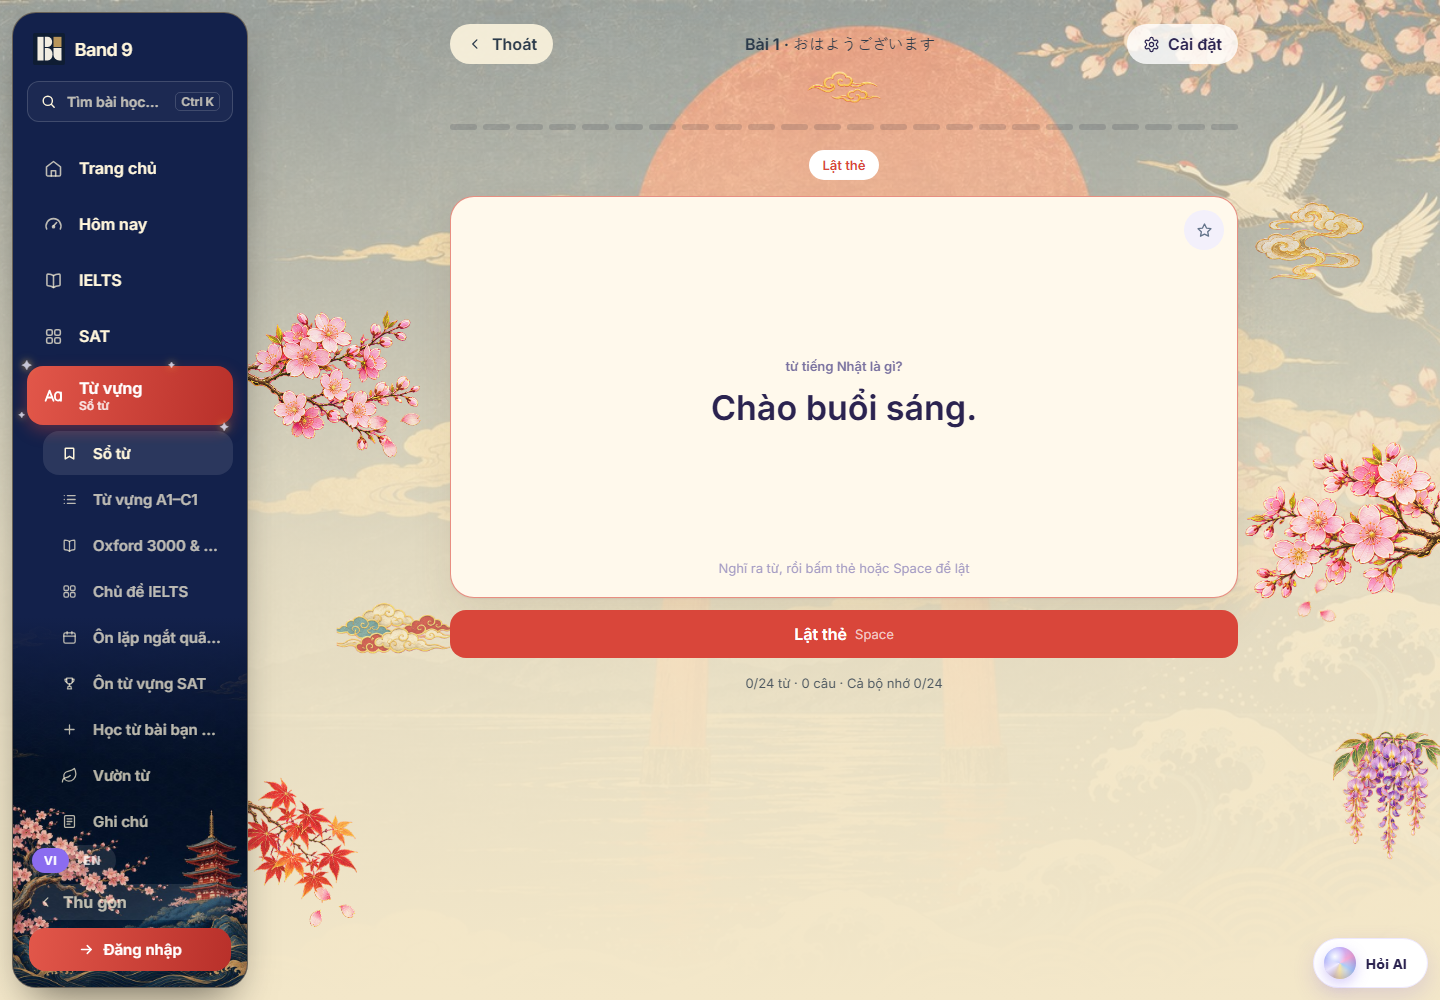 Band 9
Tìm bài học... Ctrl K
Trang chủ
Hôm nay
IELTS
SAT
Từ vựng
Sổ từ
Sổ từ
Từ vựng A1–C1
Oxford 3000 & ...
Chủ đề IELTS
Ôn lặp ngắt quã...
Ôn từ vựng SAT
Học từ bài bạn ...
Vườn từ
Ghi chú
VI EN
Thu gọn
Đăng nhập
Thoát
Bài 1 · おはようございます
Cài đặt
Lật thẻ
từ tiếng Nhật là gì?
Chào buổi sáng.
Nghĩ ra từ, rồi bấm thẻ hoặc Space để lật
Lật thẻ Space
0/24 từ · 0 câu · Cả bộ nhớ 0/24
Hỏi AI